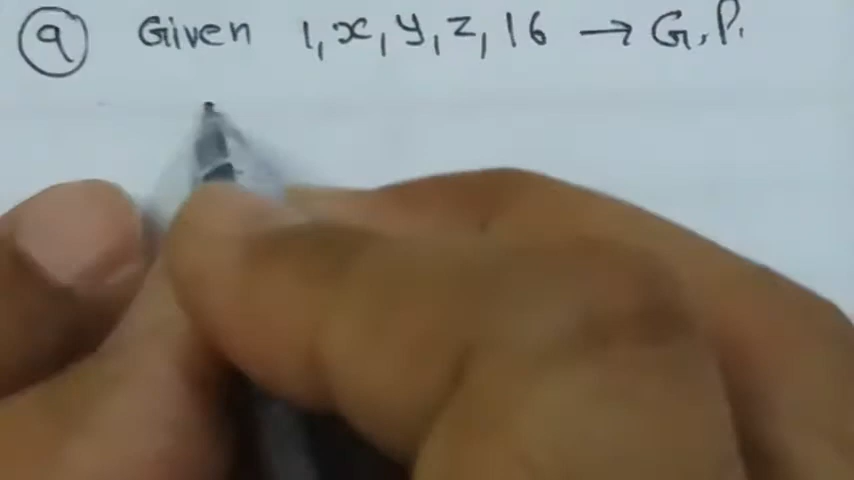 9 Given 1, x, y, z, 16 → G.P.